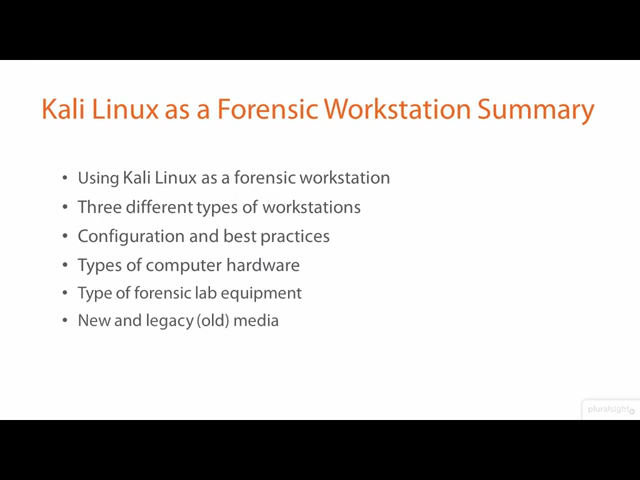 Kali Linux as a Forensic Workstation Summary
• Using Kali Linux as a forensic workstation
• Three different types of workstations
• Configuration and best practices
• Types of computer hardware
• Type of forensic lab equipment
• New and legacy (old) media
pluralsight